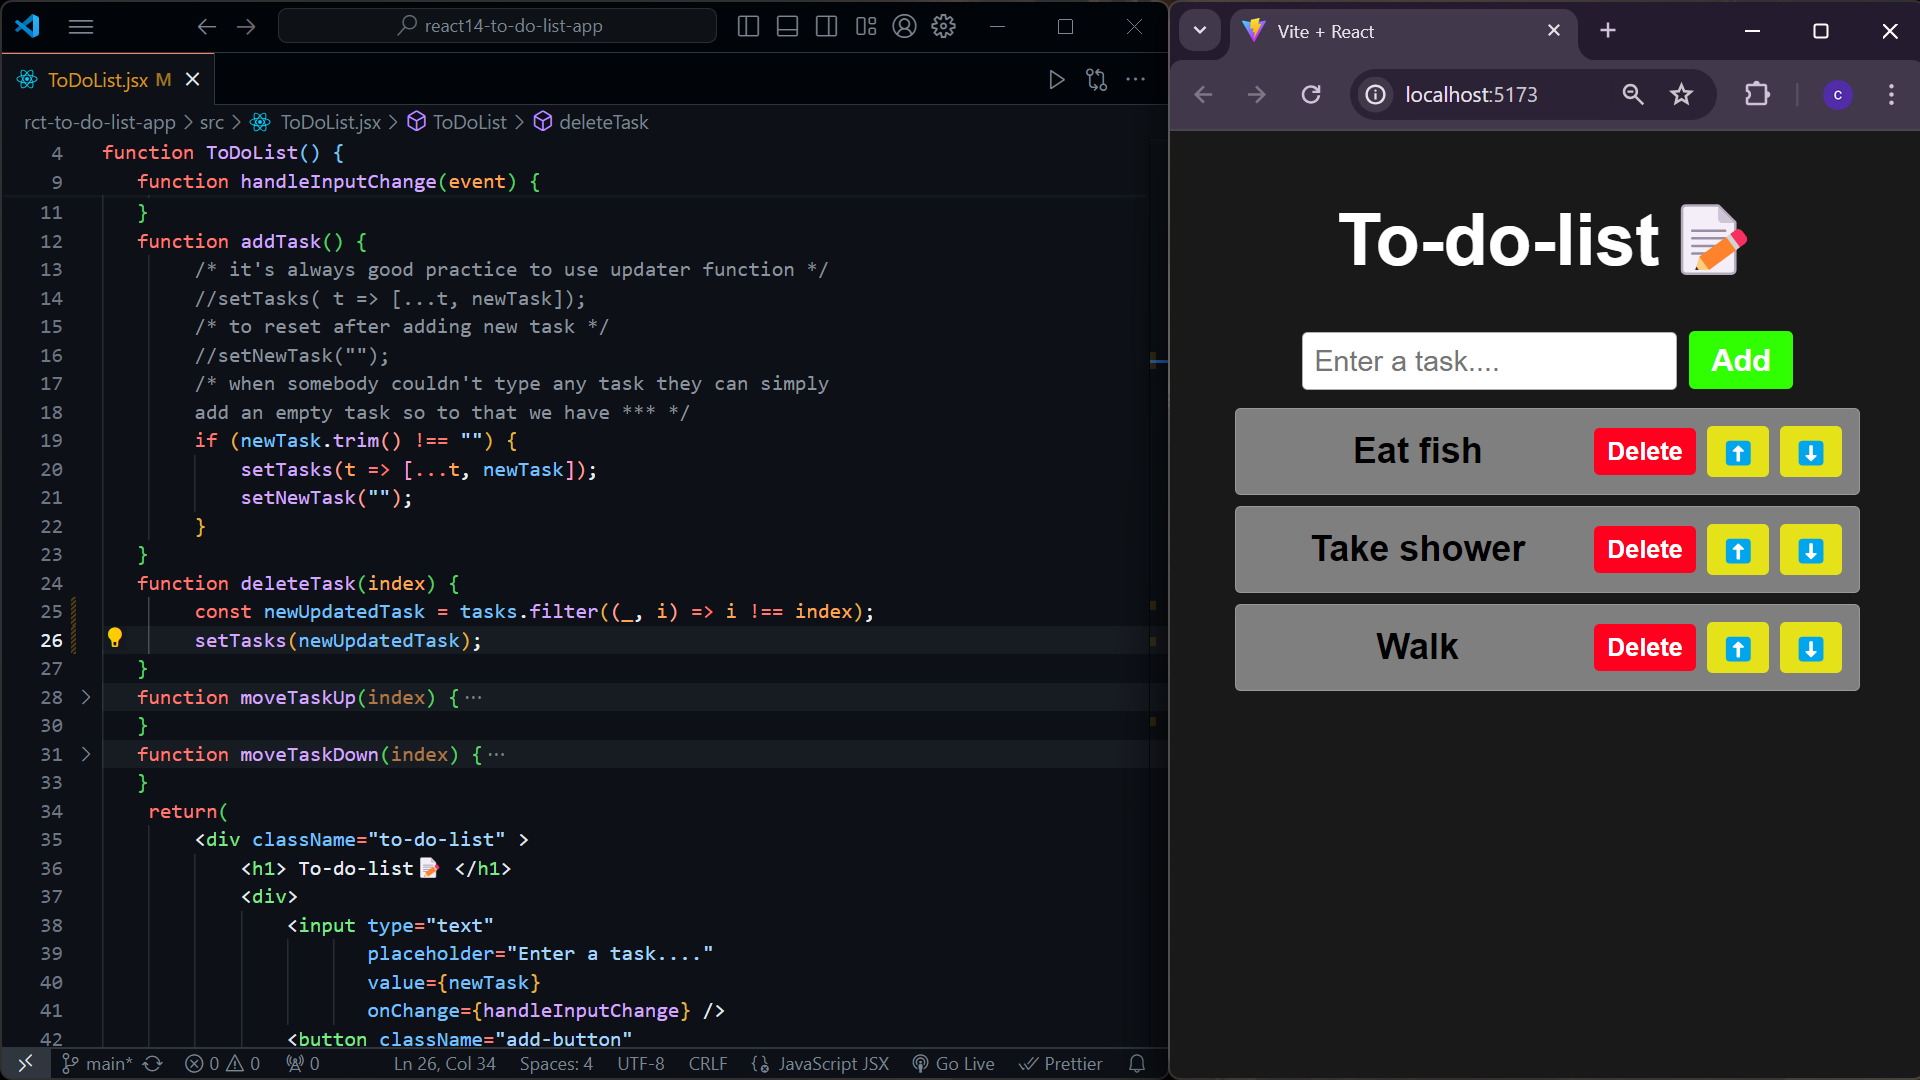 react14-to-do-list-app
ToDoList.jsx M
rct-to-do-list-app > src > ToDoList.jsx > ToDoList > deleteTask
4 function ToDoList() {
9 function handleInputChange(event) {
11 }
12 function addTask() {
13 /* it's always good practice to use updater function */
14 //setTasks( t => [...t, newTask]);
15 /* to reset after adding new task */
16 //setNewTask("");
17 /* when somebody couldn't type any task they can simply
18 add an empty task so to that we have *** */
19 if (newTask.trim() !== "") {
20 setTasks(t => [...t, newTask]);
21 setNewTask("");
22 }
23 }
24 function deleteTask(index) {
25 const newUpdatedTask = tasks.filter((_, i) => i !== index);
26 setTasks(newUpdatedTask);
27 }
28 function moveTaskUp(index) {···
30 }
31 function moveTaskDown(index) {···
33 }
34 return(
35 <div className="to-do-list" >
36 <h1> To-do-list📝 </h1>
37 <div>
38 <input type="text"
39 placeholder="Enter a task...."
40 value={newTask}
41 onChange={handleInputChange} />
42 <button className="add-button"
main* 0 0 0 Ln 26, Col 34 Spaces: 4 UTF-8 CRLF JavaScript JSX Go Live Prettier
Vite + React
localhost:5173
c
To-do-list 📝
Enter a task.... Add
Eat fish Delete ⬆️ ⬇️
Take shower Delete ⬆️ ⬇️
Walk Delete ⬆️ ⬇️